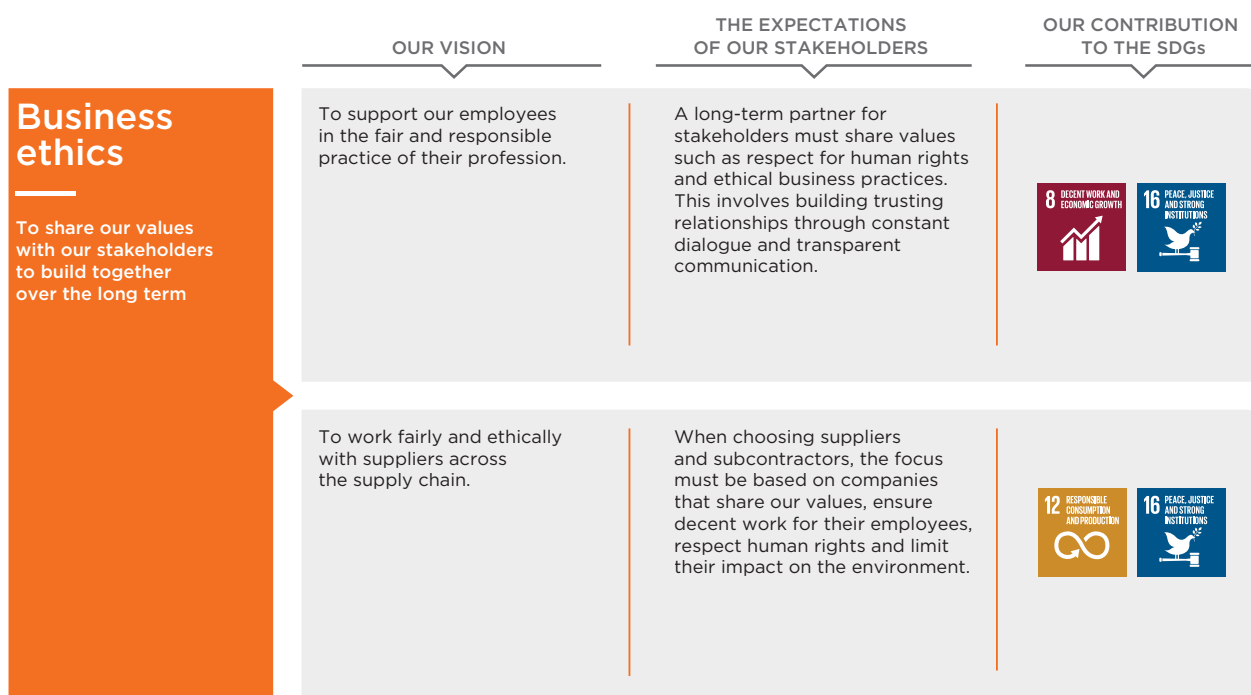 OUR VISION
THE EXPECTATIONS
OF OUR STAKEHOLDERS
OUR CONTRIBUTION
TO THE SDGs
Business
ethics
To share our values
with our stakeholders
to build together
over the long term
To support our employees
in the fair and responsible
practice of their profession.
A long-term partner for
stakeholders must share values
such as respect for human rights
and ethical business practices.
This involves building trusting
relationships through constant
dialogue and transparent
communication.
8 DECENT WORK AND
ECONOMIC GROWTH
16 PEACE, JUSTICE
AND STRONG
INSTITUTIONS
To work fairly and ethically
with suppliers across
the supply chain.
When choosing suppliers
and subcontractors, the focus
must be based on companies
that share our values, ensure
decent work for their employees,
respect human rights and limit
their impact on the environment.
12 RESPONSIBLE
CONSUMPTION
AND PRODUCTION
16 PEACE, JUSTICE
AND STRONG
INSTITUTIONS